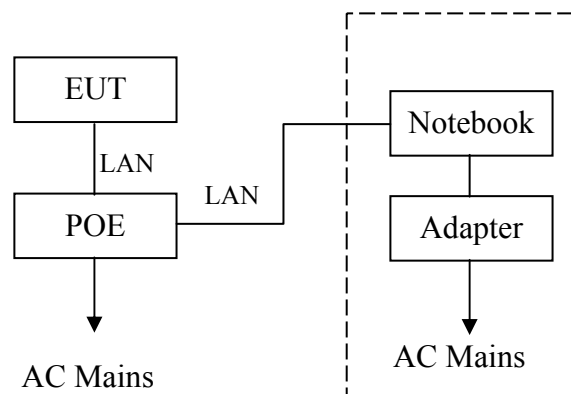 EUT
LAN
POE
LAN
AC Mains
Notebook
Adapter
AC Mains